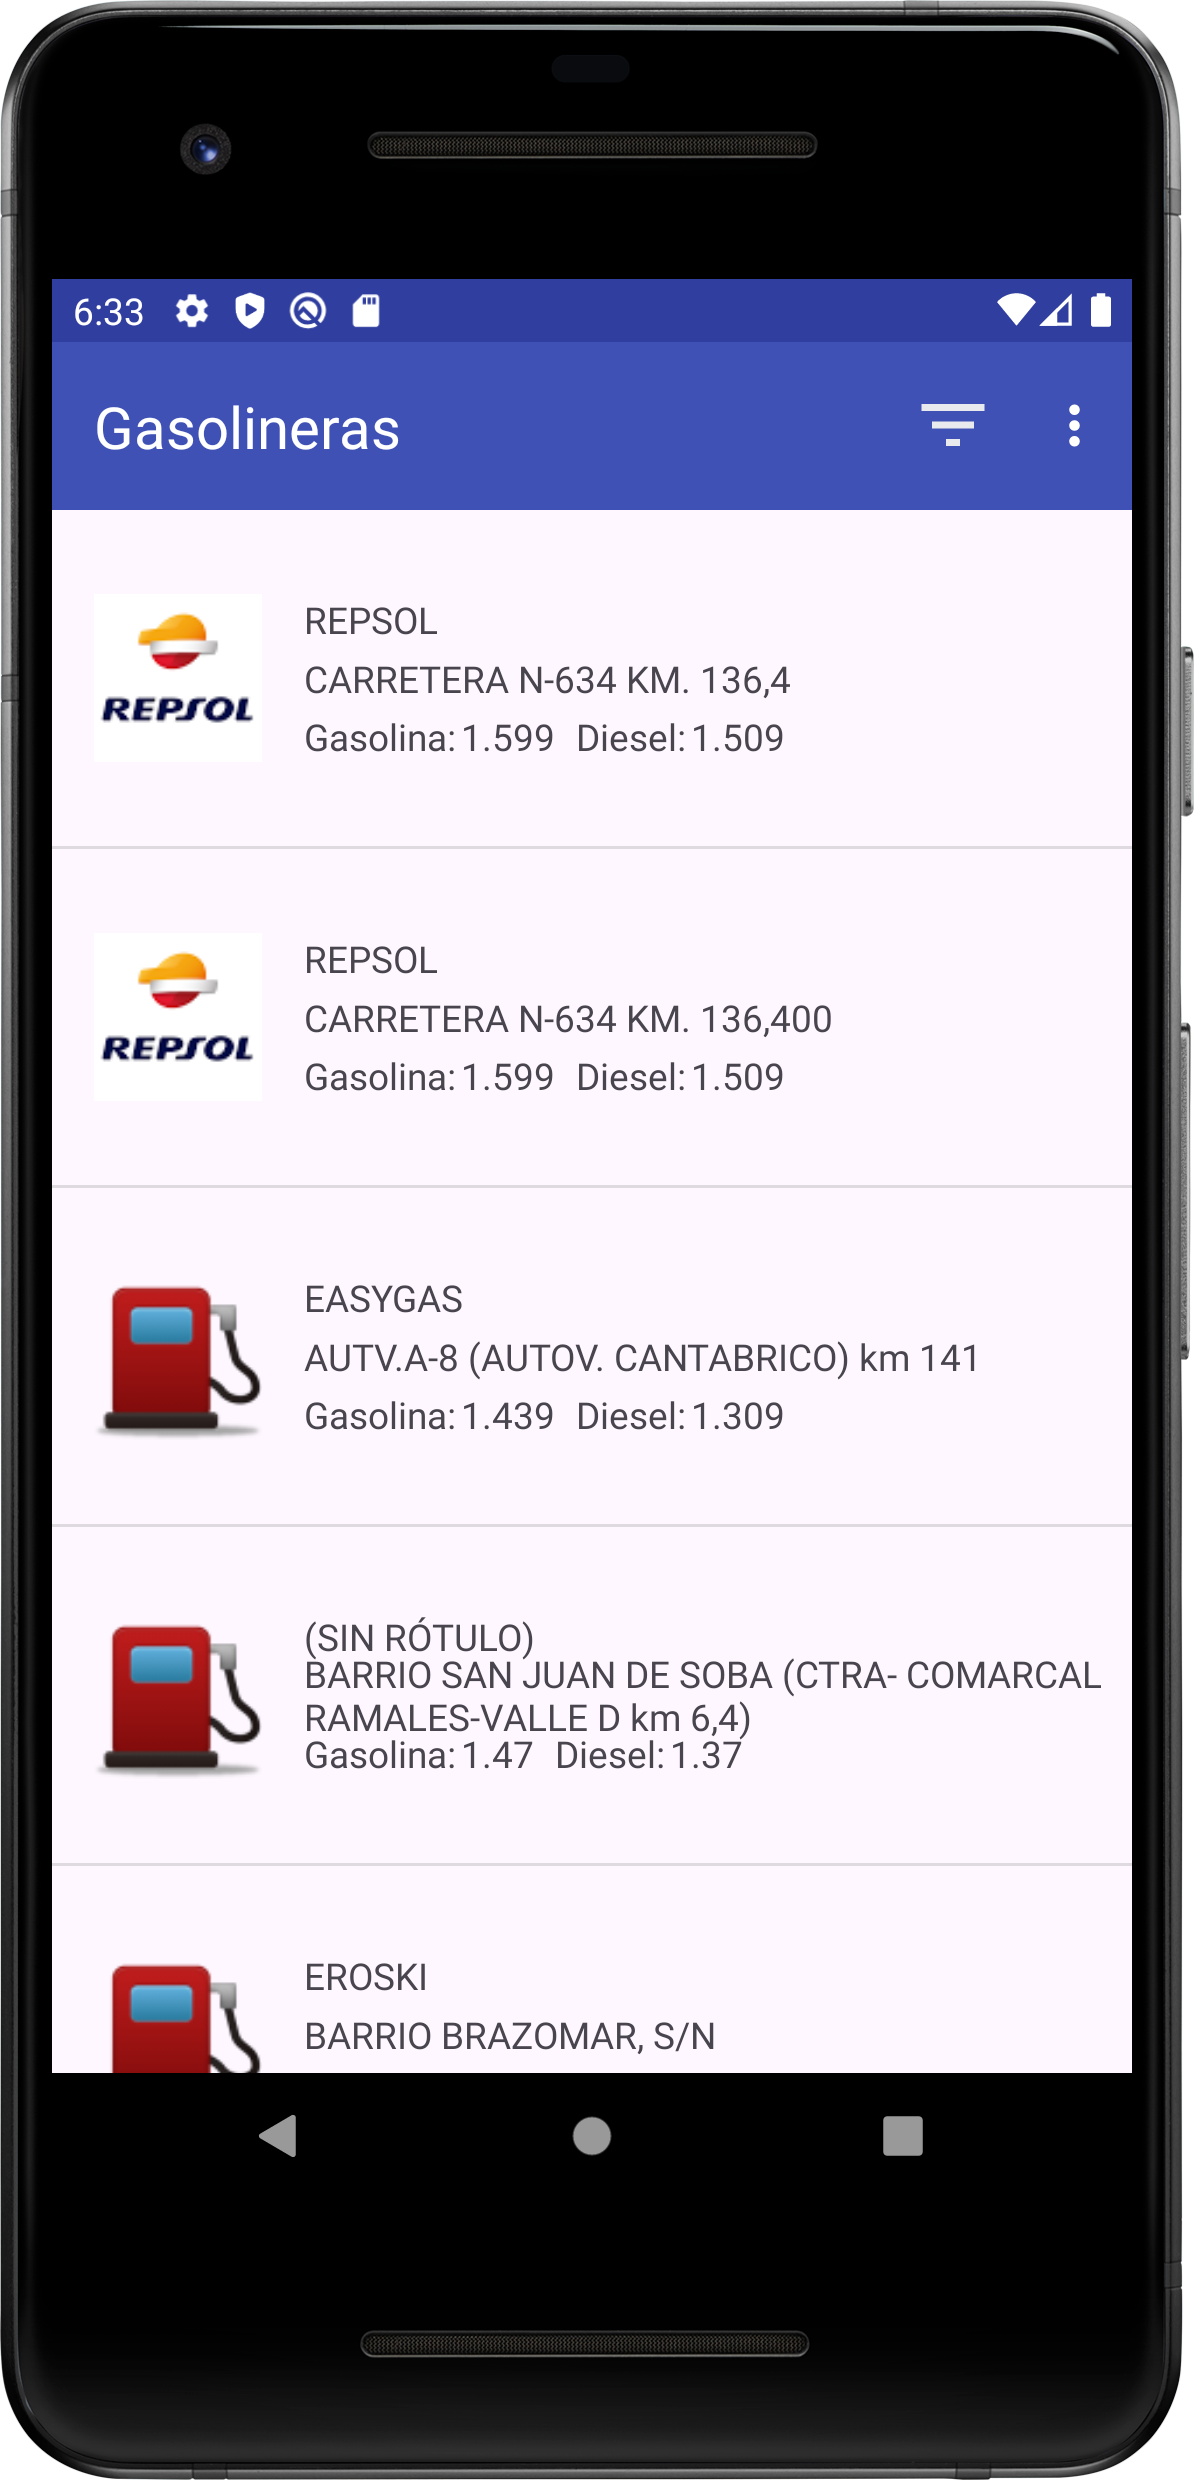 6:33
Gasolineras
REPSOL
REPSOL
CARRETERA N-634 KM. 136,4
Gasolina: 1.599 Diesel: 1.509
REPSOL
REPSOL
CARRETERA N-634 KM. 136,400
Gasolina: 1.599 Diesel: 1.509
EASYGAS
AUTV.A-8 (AUTOV. CANTABRICO) km 141
Gasolina: 1.439 Diesel: 1.309
(SIN RÓTULO)
BARRIO SAN JUAN DE SOBA (CTRA- COMARCAL
RAMALES-VALLE D km 6,4)
Gasolina: 1.47 Diesel: 1.37
EROSKI
BARRIO BRAZOMAR, S/N